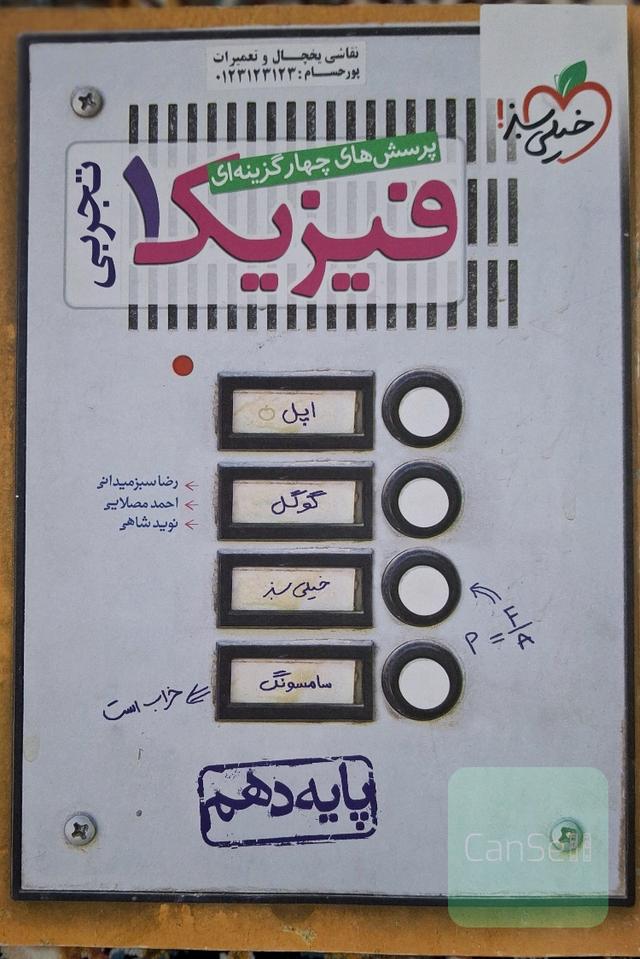 نقاشی یخچال و تعمیرات
پورحسام: ۰۱۲۳۱۲۳۱۲۳
خیلی سبز!
پرسش‌های چهارگزینه‌ای
فیزیک ۱
تجربی
اپل
رضا سبزمیدانی
احمد مصلایی
نوید شاهی
گوگل
خیلی سبز
P = F/A
سامسونگ
خراب است
پایه دهم
CanSell